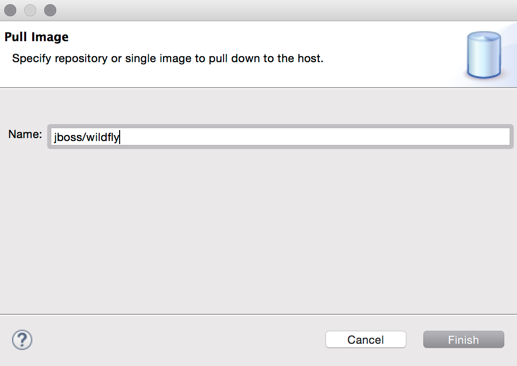 Pull Image
Specify repository or single image to pull down to the host.
Name: jboss/wildfly
?
Cancel Finish